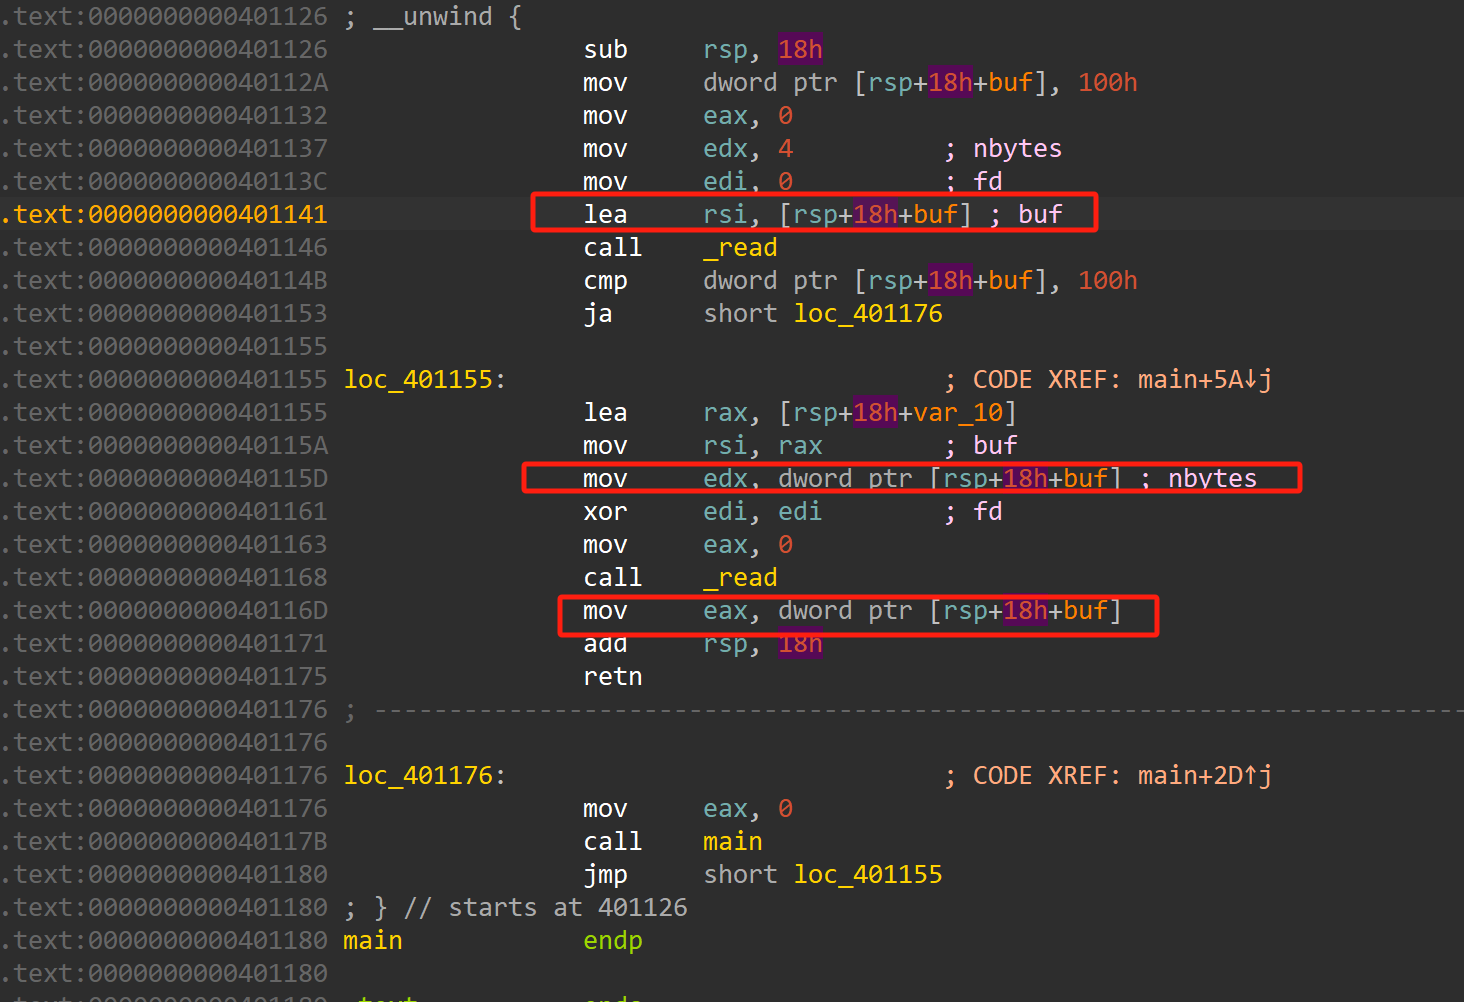 .text:0000000000401126 ; __unwind {
.text:0000000000401126 sub rsp, 18h
.text:000000000040112A mov dword ptr [rsp+18h+buf], 100h
.text:0000000000401132 mov eax, 0
.text:0000000000401137 mov edx, 4 ; nbytes
.text:000000000040113C mov edi, 0 ; fd
.text:0000000000401141 lea rsi, [rsp+18h+buf] ; buf
.text:0000000000401146 call _read
.text:000000000040114B cmp dword ptr [rsp+18h+buf], 100h
.text:0000000000401153 ja short loc_401176
.text:0000000000401155
.text:0000000000401155 loc_401155: ; CODE XREF: main+5A↓j
.text:0000000000401155 lea rax, [rsp+18h+var_10]
.text:000000000040115A mov rsi, rax ; buf
.text:000000000040115D mov edx, dword ptr [rsp+18h+buf] ; nbytes
.text:0000000000401161 xor edi, edi ; fd
.text:0000000000401163 mov eax, 0
.text:0000000000401168 call _read
.text:000000000040116D mov eax, dword ptr [rsp+18h+buf]
.text:0000000000401171 add rsp, 18h
.text:0000000000401175 retn
.text:0000000000401176 ; ---------------------------------------------------------------------------
.text:0000000000401176
.text:0000000000401176 loc_401176: ; CODE XREF: main+2D↑j
.text:0000000000401176 mov eax, 0
.text:000000000040117B call main
.text:0000000000401180 jmp short loc_401155
.text:0000000000401180 ; } // starts at 401126
.text:0000000000401180 main endp
.text:0000000000401180